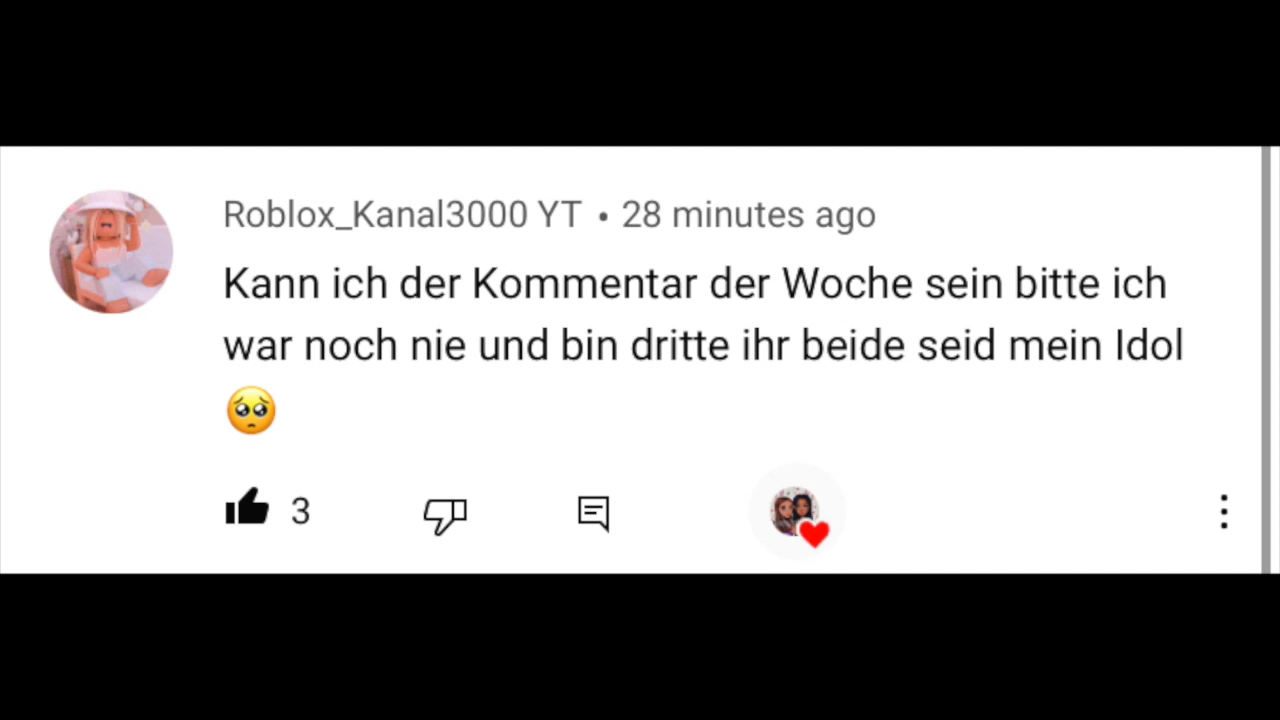 Roblox_Kanal3000 YT • 28 minutes ago
Kann ich der Kommentar der Woche sein bitte ich
war noch nie und bin dritte ihr beide seid mein Idol
🥺
3